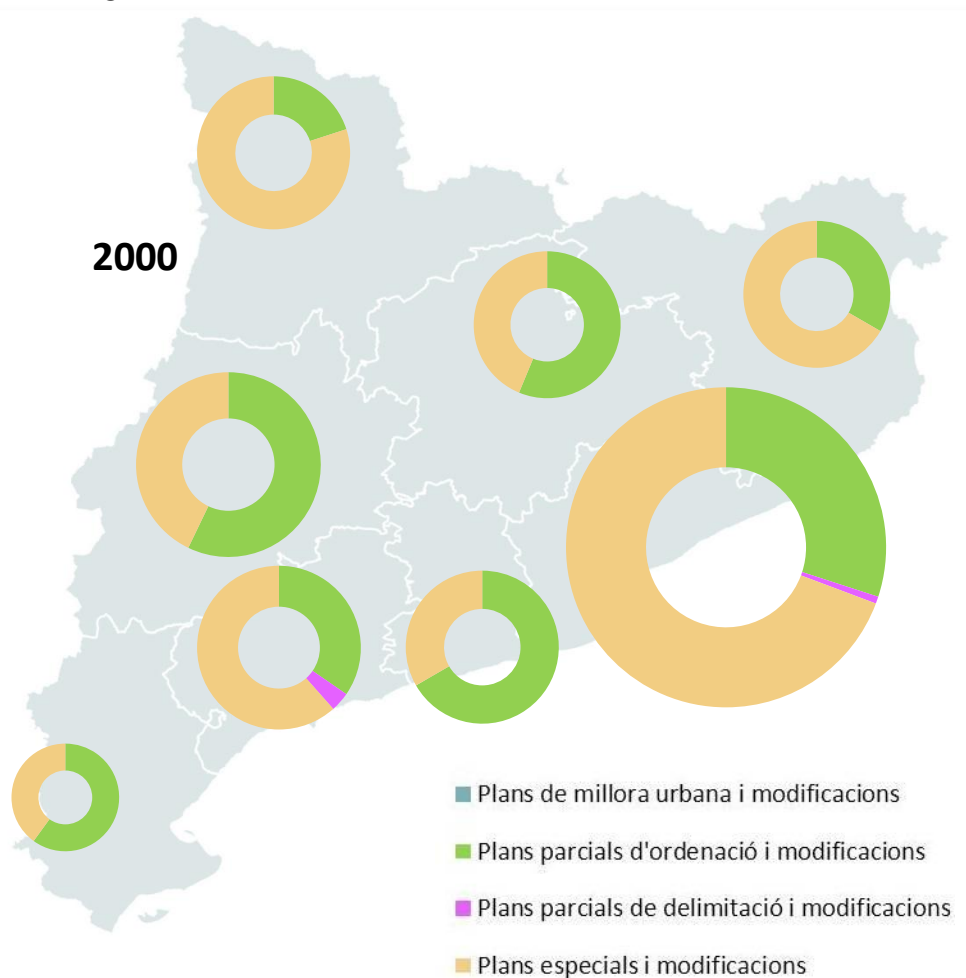 2000
Plans de millora urbana i modificacions
Plans parcials d'ordenació i modificacions
Plans parcials de delimitació i modificacions
Plans especials i modificacions